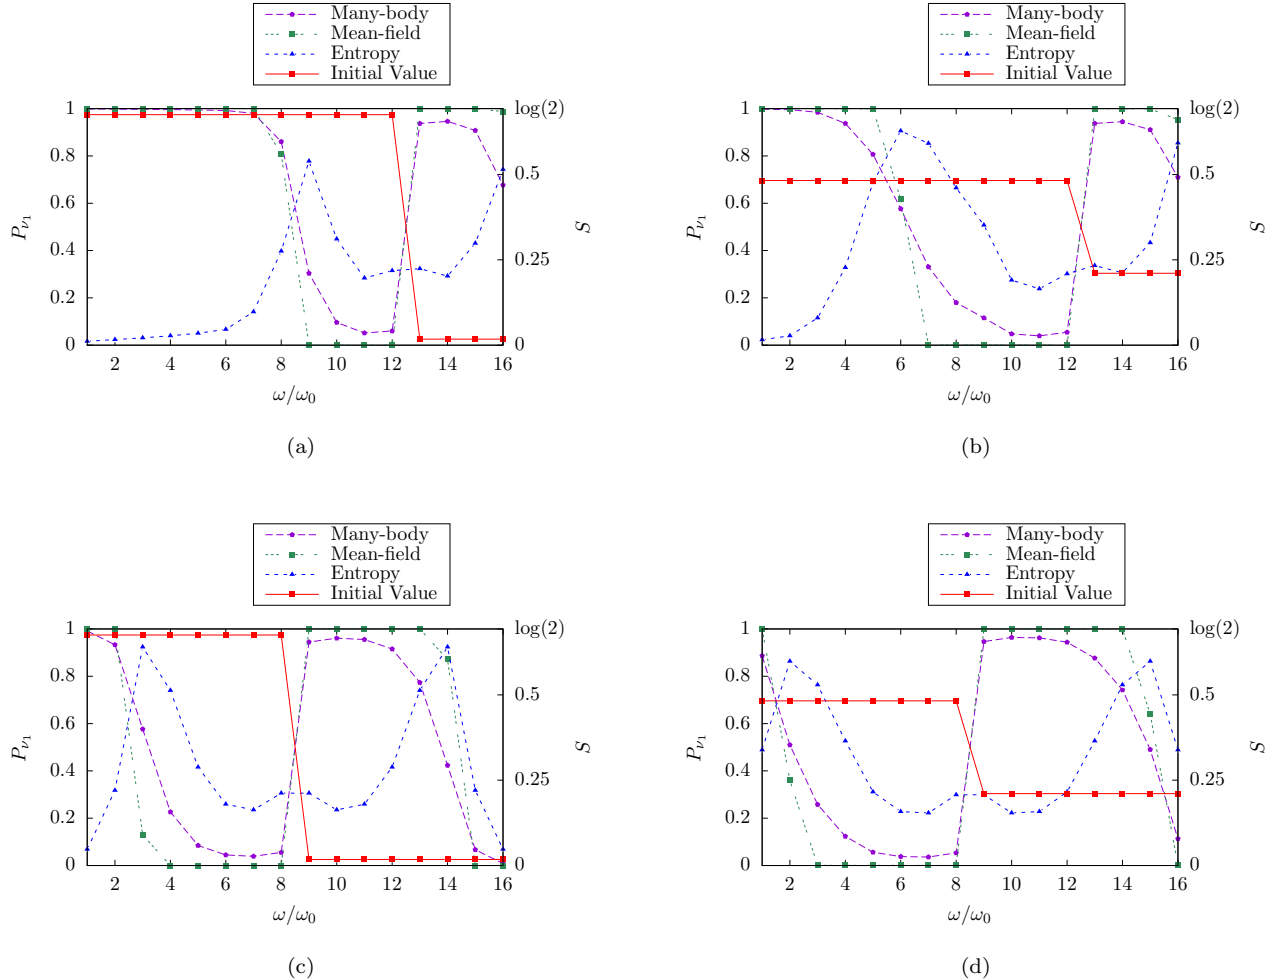 Many-body
Mean-field
Entropy
Initial Value
1
0.8
0.6
0.4
0.2
0
P_{ν_1}
log(2)
0.5
0.25
0
S
2 4 6 8 10 12 14 16
ω/ω_0
(a)
Many-body
Mean-field
Entropy
Initial Value
1
0.8
0.6
0.4
0.2
0
P_{ν_1}
log(2)
0.5
0.25
0
S
2 4 6 8 10 12 14 16
ω/ω_0
(b)
Many-body
Mean-field
Entropy
Initial Value
1
0.8
0.6
0.4
0.2
0
P_{ν_1}
log(2)
0.5
0.25
0
S
2 4 6 8 10 12 14 16
ω/ω_0
(c)
Many-body
Mean-field
Entropy
Initial Value
1
0.8
0.6
0.4
0.2
0
P_{ν_1}
log(2)
0.5
0.25
0
S
2 4 6 8 10 12 14 16
ω/ω_0
(d)